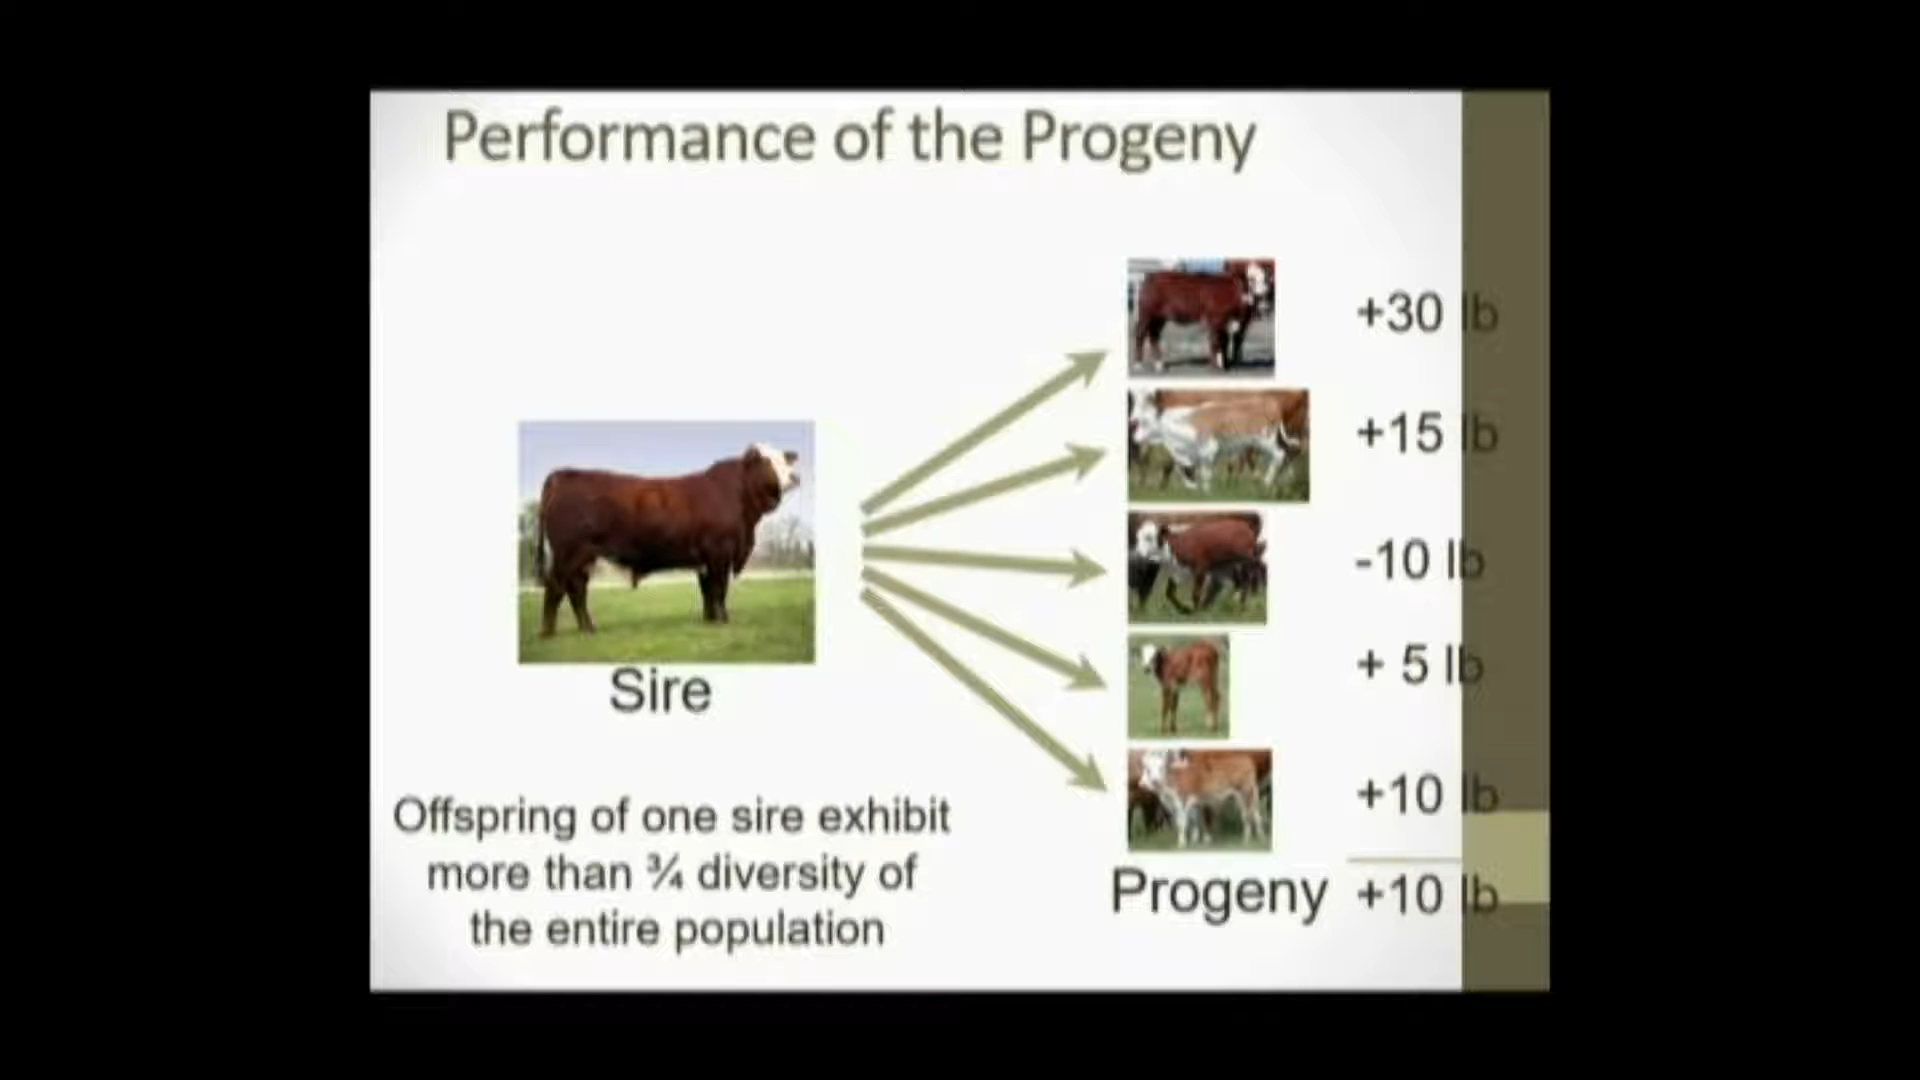 Performance of the Progeny
+30 lb
+15 lb
-10 lb
+ 5 lb
+10 lb
Sire
Offspring of one sire exhibit
more than ¾ diversity of
the entire population
Progeny +10 lb